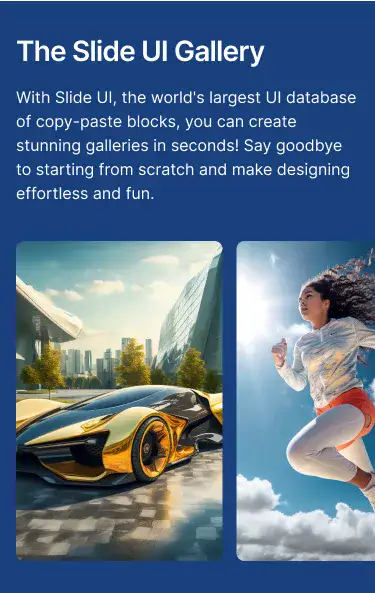 The Slide UI Gallery
With Slide UI, the world's largest UI database
of copy-paste blocks, you can create
stunning galleries in seconds! Say goodbye
to starting from scratch and make designing
effortless and fun.